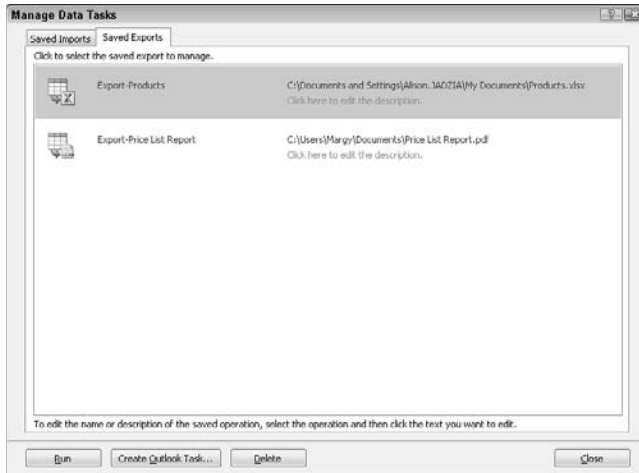 Manage Data Tasks
Saved Imports Saved Exports
Click to select the saved export to manage.
Export-Products C:\Documents and Settings\Alison.JADZIA\My Documents\Products.xlsx
Click here to edit the description.
Export-Price List Report C:\Users\Margy\Documents\Price List Report.pdf
Click here to edit the description.
To edit the name or description of the saved operation, select the operation and then click the text you want to edit.
Run Create Outlook Task... Delete Close